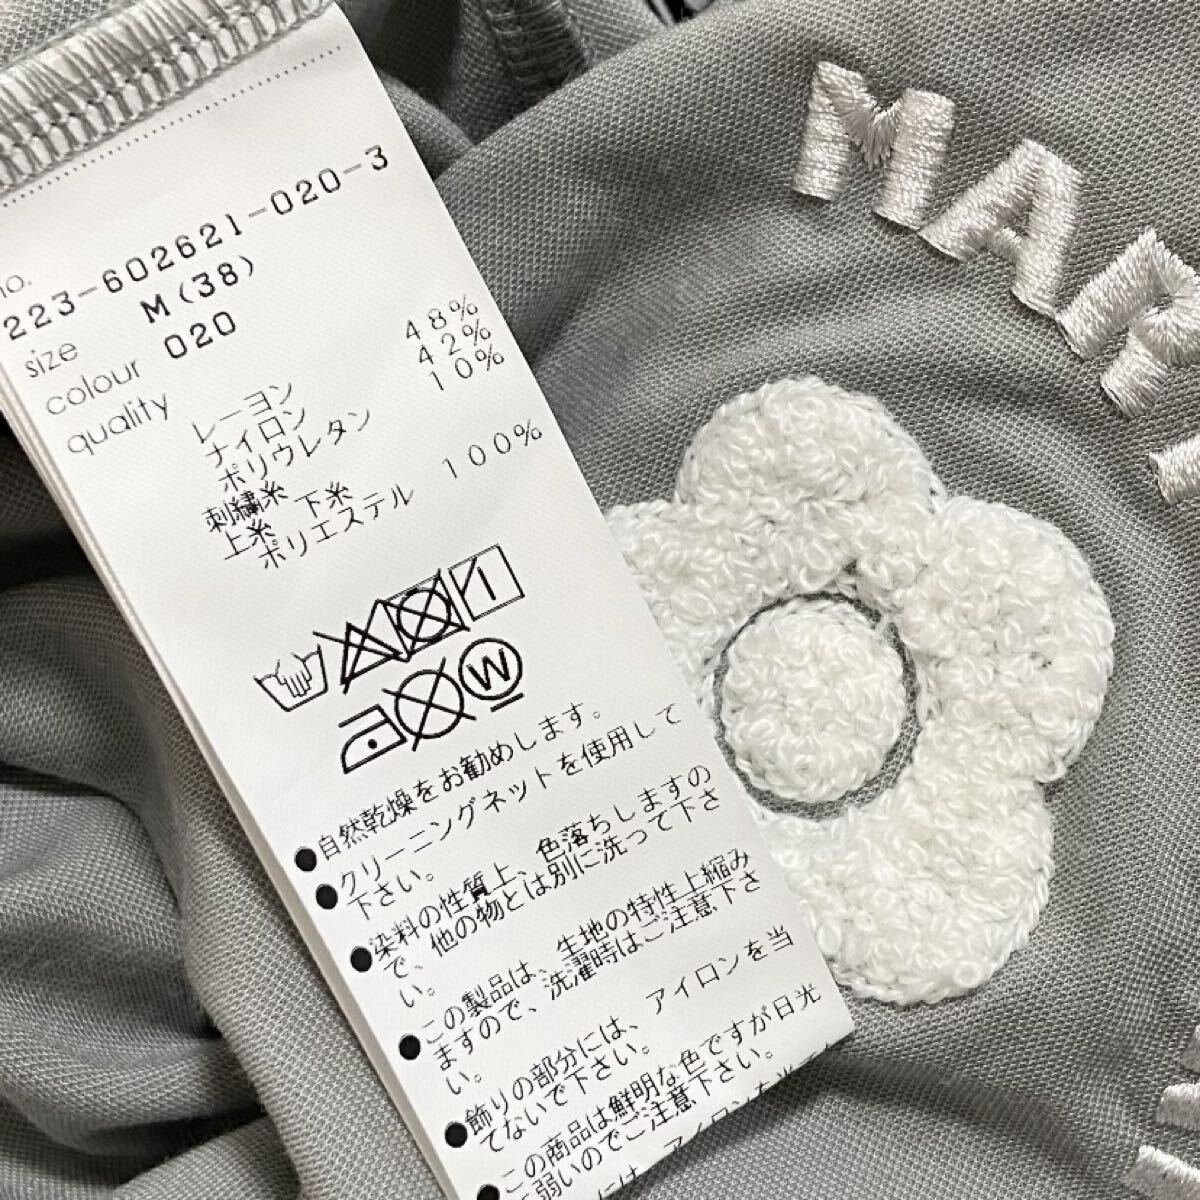 no.
223-602621-020-3
size M(38)
colour 020
quality
レーヨン 48%
ナイロン 42%
ポリウレタン 10%
刺繍糸
上糸 下糸
ポリエステル 100%
W
●自然乾燥をお勧めします。
●クリーニングネットを使用して
下さい。
●染料の性質上、色落ちしますの
で、他の物とは別に洗って下さ
い。
●この製品は、生地の特性上縮み
ますので、洗濯時はご注意下さ
い。
●飾りの部分には、アイロンを当
てないで下さい。
●この商品は鮮明な色ですが日光
に弱いのでご注意下さい。
MAR